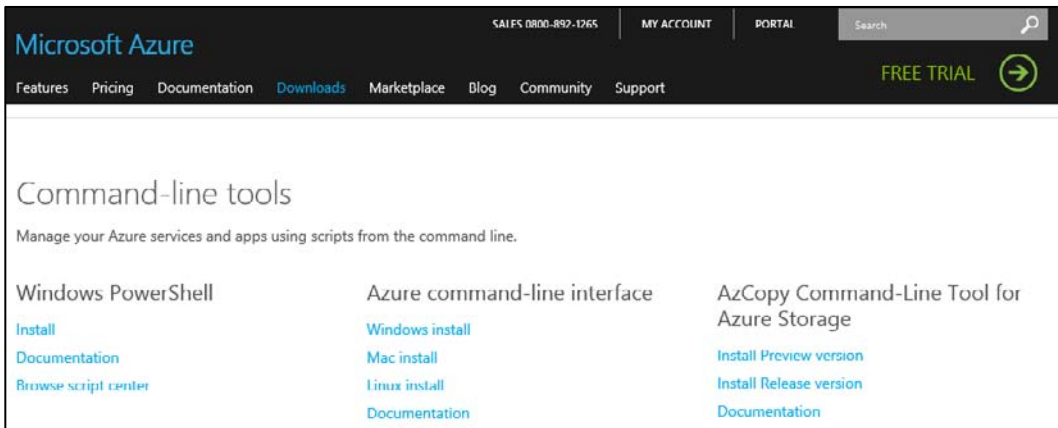 SALES 0800-892-1265 MY ACCOUNT PORTAL Search
Microsoft Azure
FREE TRIAL
Features Pricing Documentation Downloads Marketplace Blog Community Support
Command-line tools
Manage your Azure services and apps using scripts from the command line.
Windows PowerShell
Install
Documentation
Browse script center
Azure command-line interface
Windows install
Mac install
Linux install
Documentation
AzCopy Command-Line Tool for
Azure Storage
Install Preview version
Install Release version
Documentation